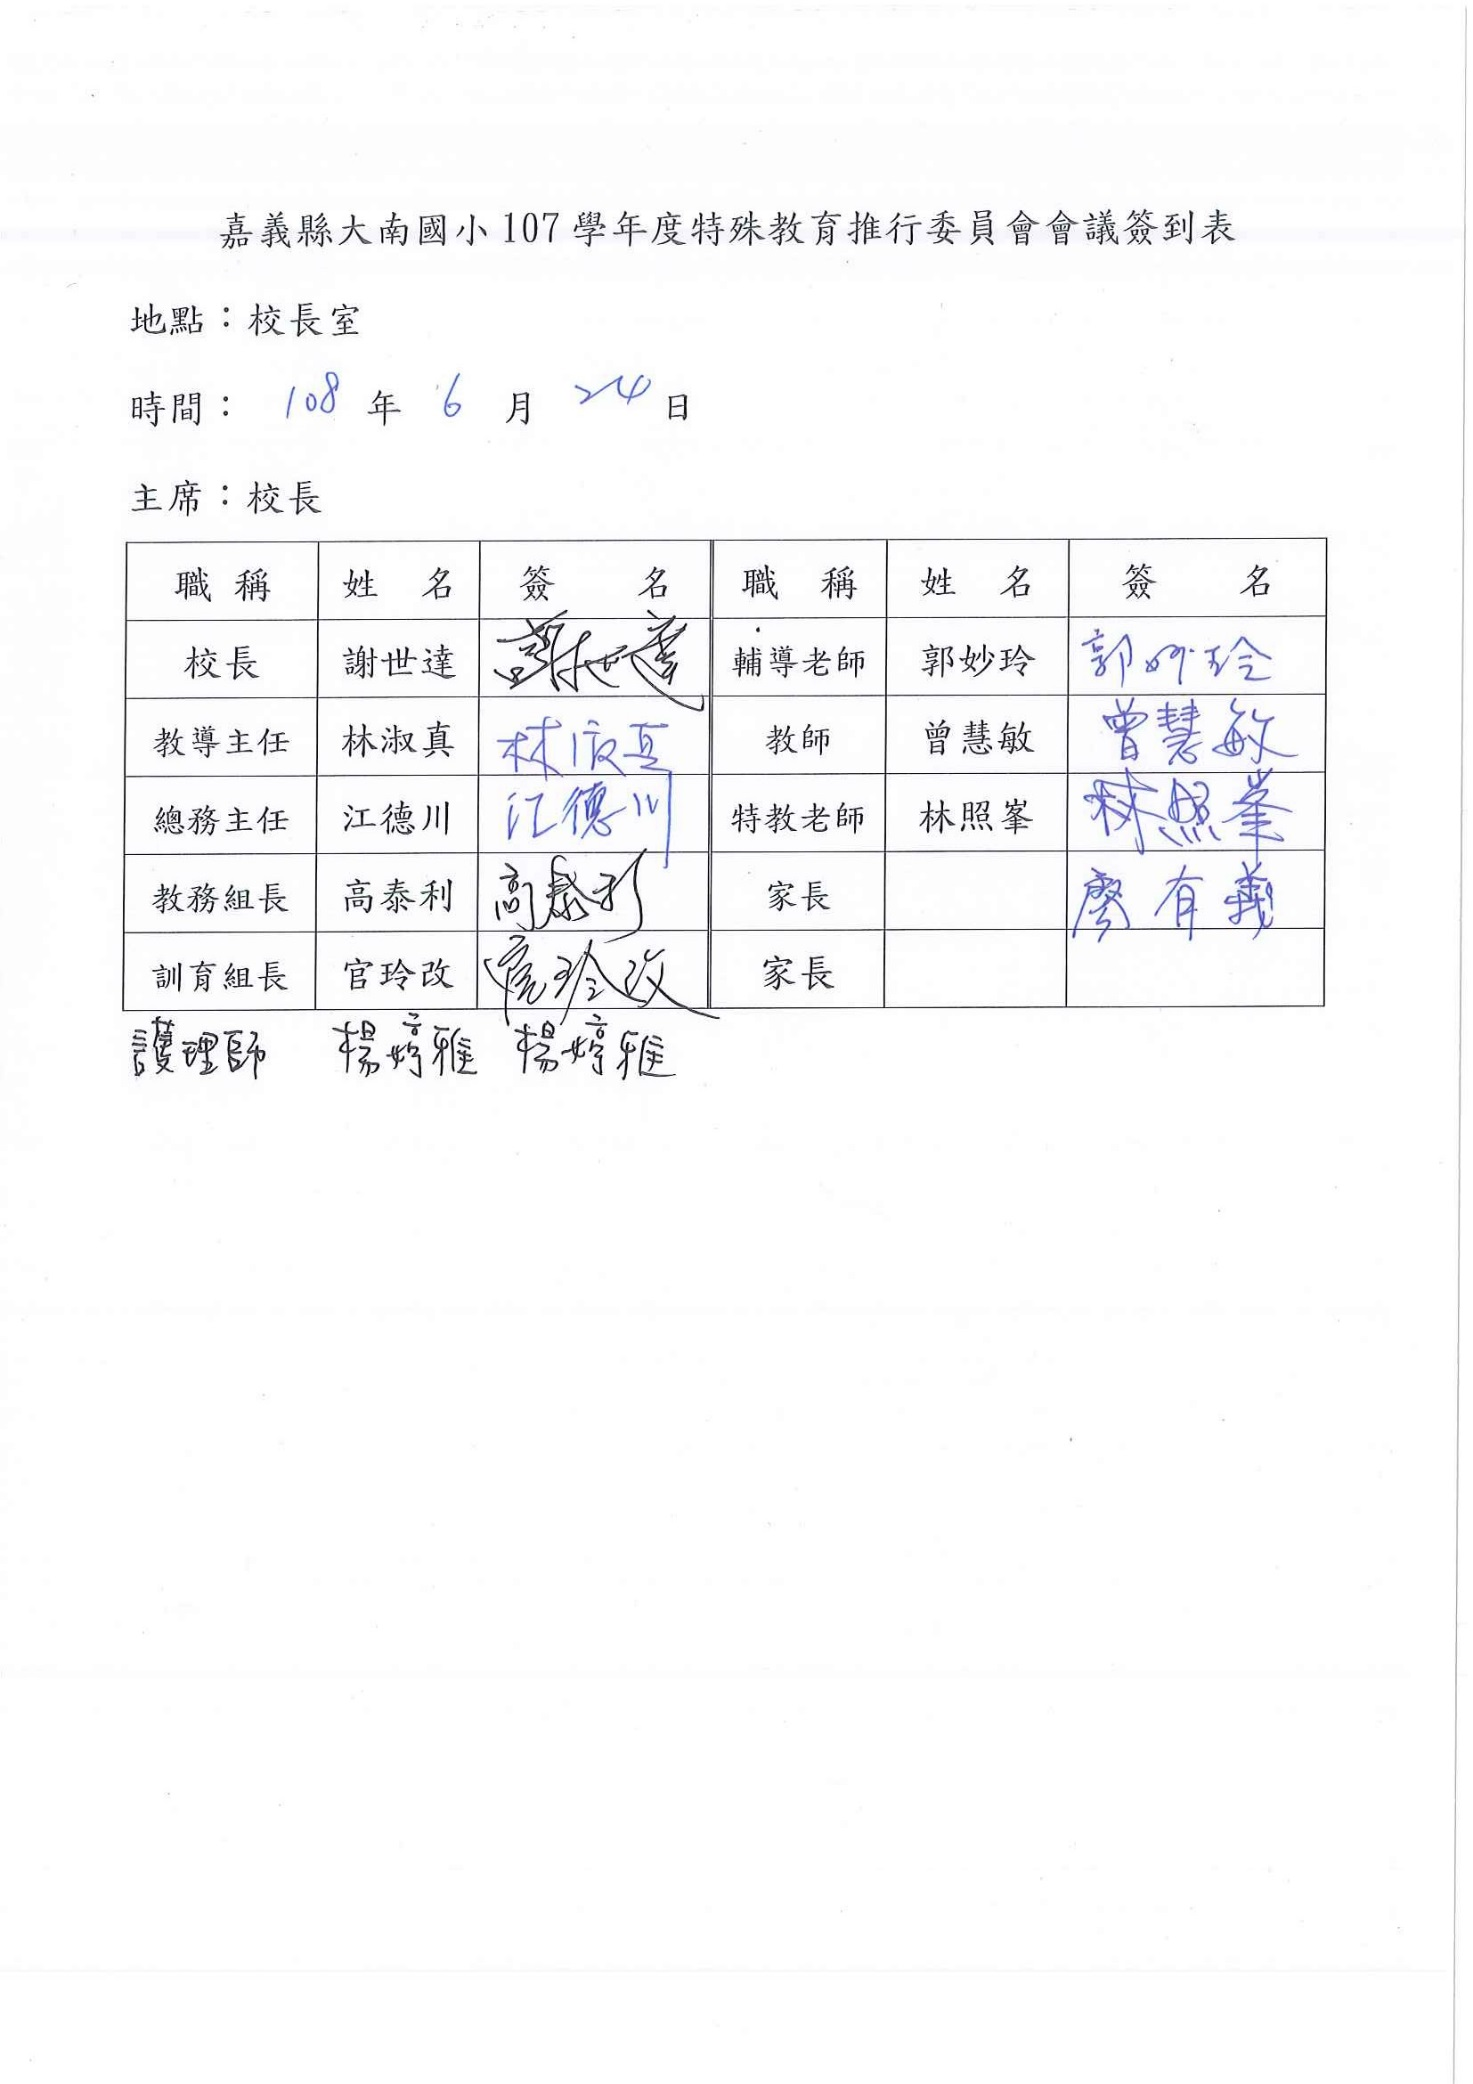 嘉義縣大南國小107學年度特殊教育推行委員會會議簽到表
地點：校長室
時間： 108 年 6 月 24 日
主席：校長
職稱 姓名 簽名 職稱 姓名 簽名
校長 謝世達 謝世達 輔導老師 郭妙玲 郭妙玲
教導主任 林淑真 林淑真 教師 曾慧敏 曾慧敏
總務主任 江德川 江德川 特教老師 林照峯 林照峯
教務組長 高泰利 高泰利 家長 廖有義
訓育組長 官玲改 官玲改 家長
護理師 楊婷雅 楊婷雅